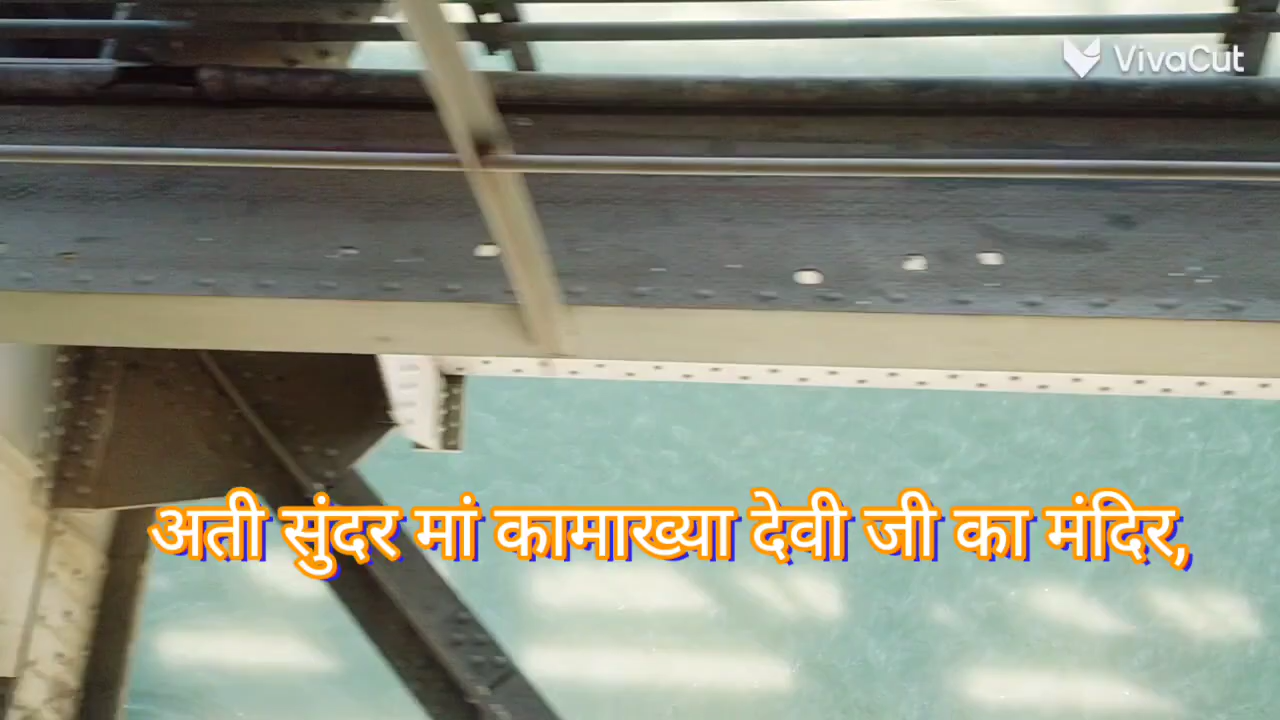 VivaCut
अती सुंदर मां कामाख्या देवी जी का मंदिर,